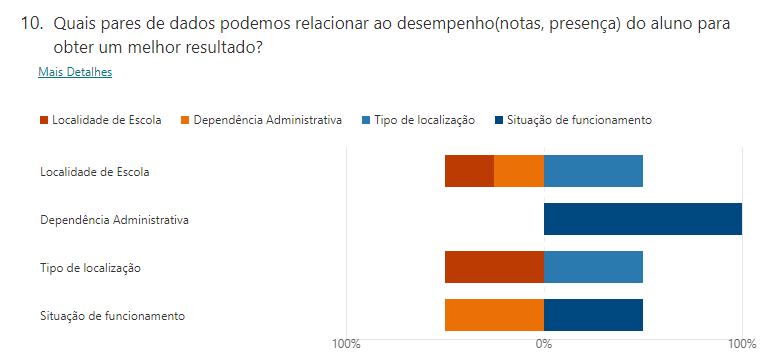 10. Quais pares de dados podemos relacionar ao desempenho(notas, presença) do aluno para
obter um melhor resultado?
Mais Detalhes
Localidade de Escola Dependência Administrativa Tipo de localização Situação de funcionamento
Localidade de Escola
Dependência Administrativa
Tipo de localização
Situação de funcionamento
100% 0% 100%